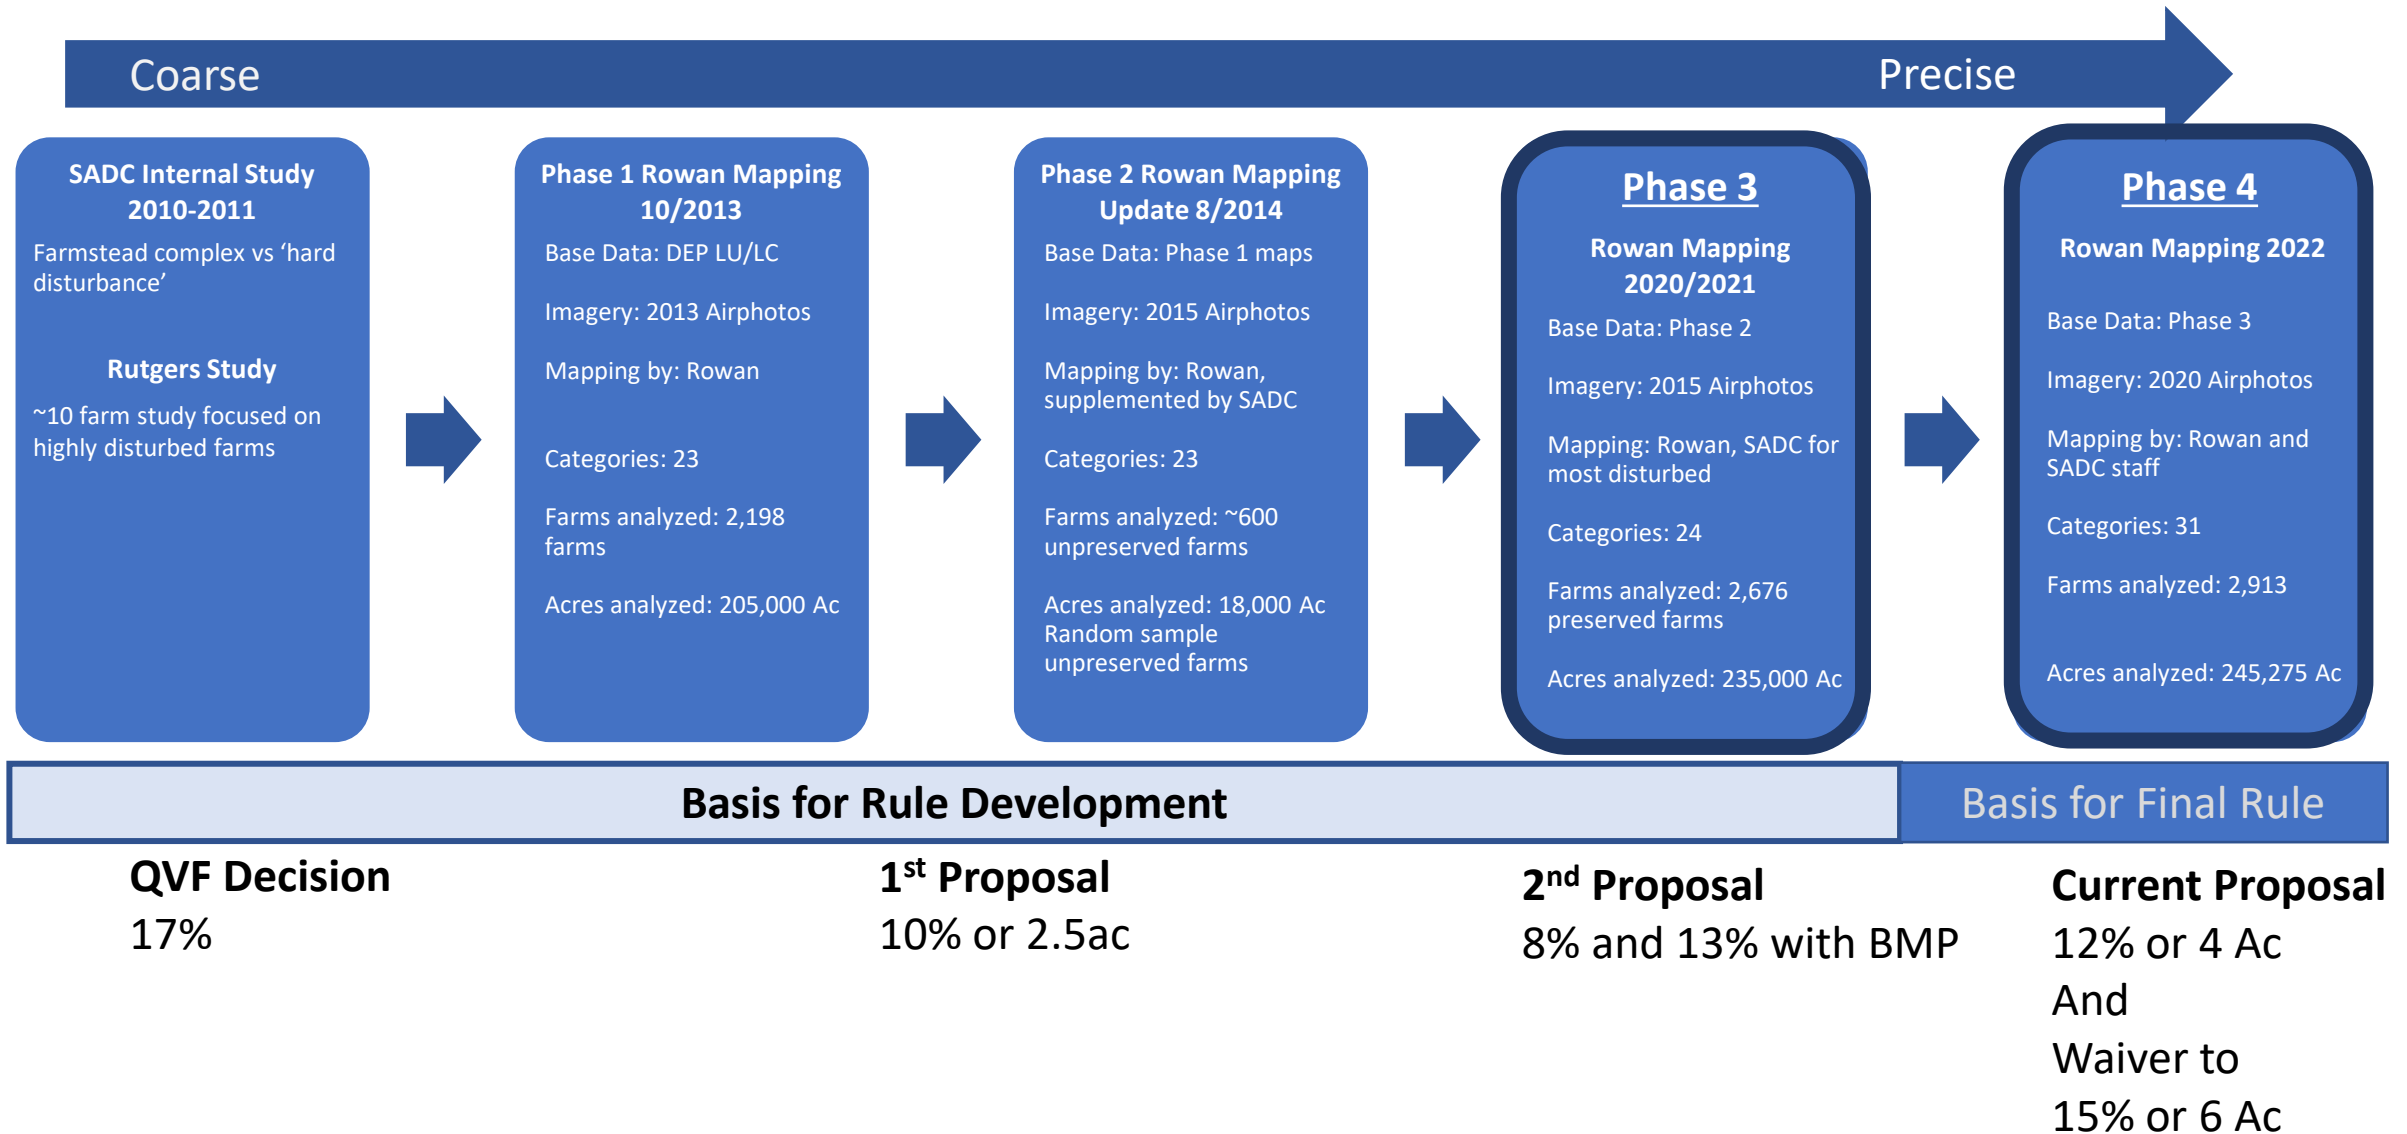 Coarse
Precise
SADC Internal Study
2010-2011
Farmstead complex vs ‘hard
disturbance’
Rutgers Study
~10 farm study focused on
highly disturbed farms
Phase 1 Rowan Mapping
10/2013
Base Data: DEP LU/LC
Imagery: 2013 Airphotos
Mapping by: Rowan
Categories: 23
Farms analyzed: 2,198
farms
Acres analyzed: 205,000 Ac
Phase 2 Rowan Mapping
Update 8/2014
Base Data: Phase 1 maps
Imagery: 2015 Airphotos
Mapping by: Rowan,
supplemented by SADC
Categories: 23
Farms analyzed: ~600
unpreserved farms
Acres analyzed: 18,000 Ac
Random sample
unpreserved farms
Phase 3
Rowan Mapping
2020/2021
Base Data: Phase 2
Imagery: 2015 Airphotos
Mapping: Rowan, SADC for
most disturbed
Categories: 24
Farms analyzed: 2,676
preserved farms
Acres analyzed: 235,000 Ac
Phase 4
Rowan Mapping 2022
Base Data: Phase 3
Imagery: 2020 Airphotos
Mapping by: Rowan and
SADC staff
Categories: 31
Farms analyzed: 2,913
Acres analyzed: 245,275 Ac
Basis for Rule Development
Basis for Final Rule
QVF Decision
17%
1st Proposal
10% or 2.5ac
2nd Proposal
8% and 13% with BMP
Current Proposal
12% or 4 Ac
And
Waiver to
15% or 6 Ac